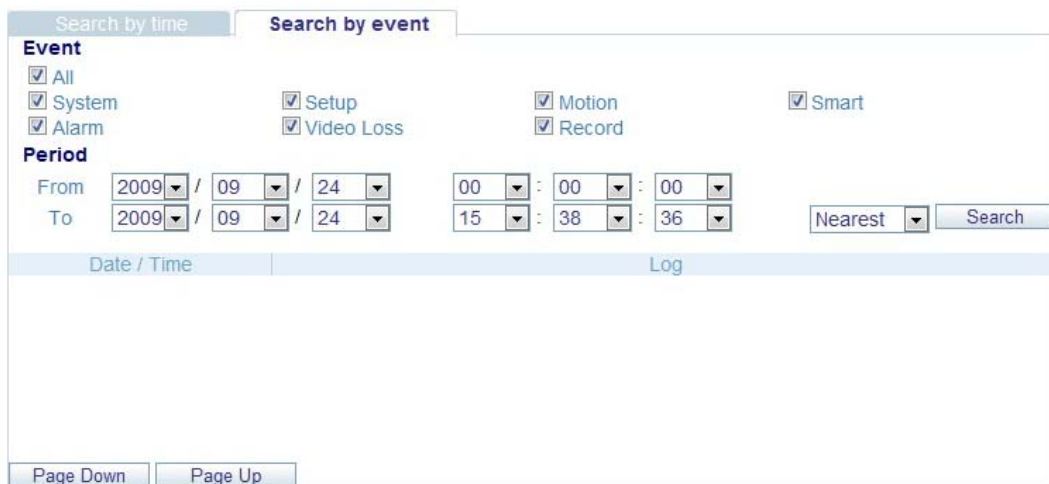 Search by time Search by event
Event
All
System Setup Motion Smart
Alarm Video Loss Record
Period
From 2009 / 09 / 24 00 : 00 : 00
To 2009 / 09 / 24 15 : 38 : 36 Nearest Search
Date / Time Log
Page Down Page Up